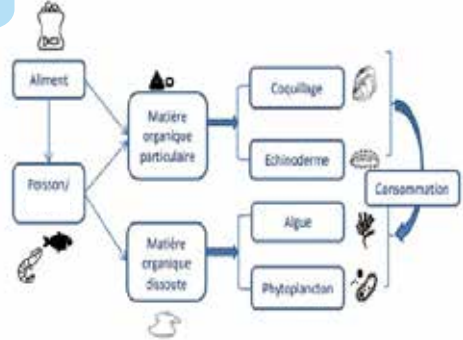 Aliment
Poisson/
Matière
organique
particulaire
Matière
organique
dissoute
Coquillage
Echinoderme
Algue
Phytoplancton
Consommation